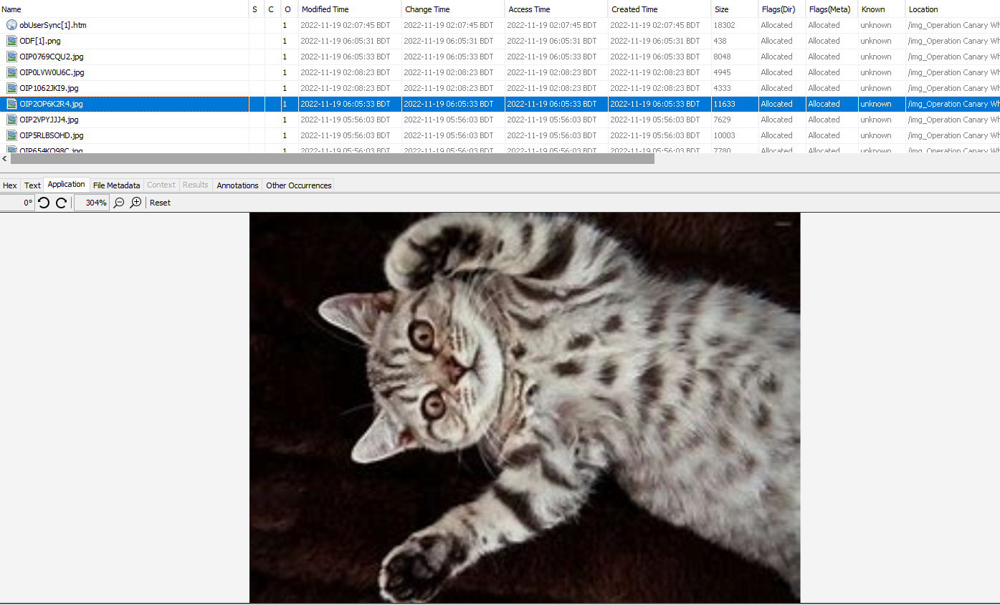 Name S C O Modified Time Change Time Access Time Created Time Size Flags(Dir) Flags(Meta) Known Location
obUserSync[1].htm 1 2022-11-19 02:07:45 BDT 2022-11-19 02:07:45 BDT 2022-11-19 02:07:45 BDT 2022-11-19 02:07:45 BDT 18302 Allocated Allocated unknown /img_Operation Canary Wh
ODF[1].png 1 2022-11-19 06:05:31 BDT 2022-11-19 06:05:31 BDT 2022-11-19 06:05:31 BDT 2022-11-19 06:05:31 BDT 438 Allocated Allocated unknown /img_Operation Canary Wh
OIP0769CQU2.jpg 1 2022-11-19 06:05:33 BDT 2022-11-19 06:05:33 BDT 2022-11-19 06:05:33 BDT 2022-11-19 06:05:33 BDT 8048 Allocated Allocated unknown /img_Operation Canary Wh
OIP0LVW0U6C.jpg 1 2022-11-19 02:08:23 BDT 2022-11-19 02:08:23 BDT 2022-11-19 02:08:23 BDT 2022-11-19 02:08:23 BDT 4945 Allocated Allocated unknown /img_Operation Canary Wh
OIP1062JKI9.jpg 1 2022-11-19 02:08:23 BDT 2022-11-19 02:08:23 BDT 2022-11-19 02:08:23 BDT 2022-11-19 02:08:23 BDT 4333 Allocated Allocated unknown /img_Operation Canary Wh
OIP2OP6K2R4.jpg 1 2022-11-19 06:05:33 BDT 2022-11-19 06:05:33 BDT 2022-11-19 06:05:33 BDT 2022-11-19 06:05:33 BDT 11633 Allocated Allocated unknown /img_Operation Canary Wh
OIP2VPYJJJ4.jpg 1 2022-11-19 05:56:03 BDT 2022-11-19 05:56:03 BDT 2022-11-19 05:56:03 BDT 2022-11-19 05:56:03 BDT 7629 Allocated Allocated unknown /img_Operation Canary Wh
OIP5RLBSOHD.jpg 1 2022-11-19 05:56:03 BDT 2022-11-19 05:56:03 BDT 2022-11-19 05:56:03 BDT 2022-11-19 05:56:03 BDT 10003 Allocated Allocated unknown /img_Operation Canary Wh
OIP654KO98C.jpg 1 2022-11-19 05:56:03 BDT 2022-11-19 05:56:03 BDT 2022-11-19 05:56:03 BDT 2022-11-19 05:56:03 BDT 7780 Allocated Allocated unknown /img_Operation Canary Wh
Hex Text Application File Metadata Context Results Annotations Other Occurrences
0° 304% Reset